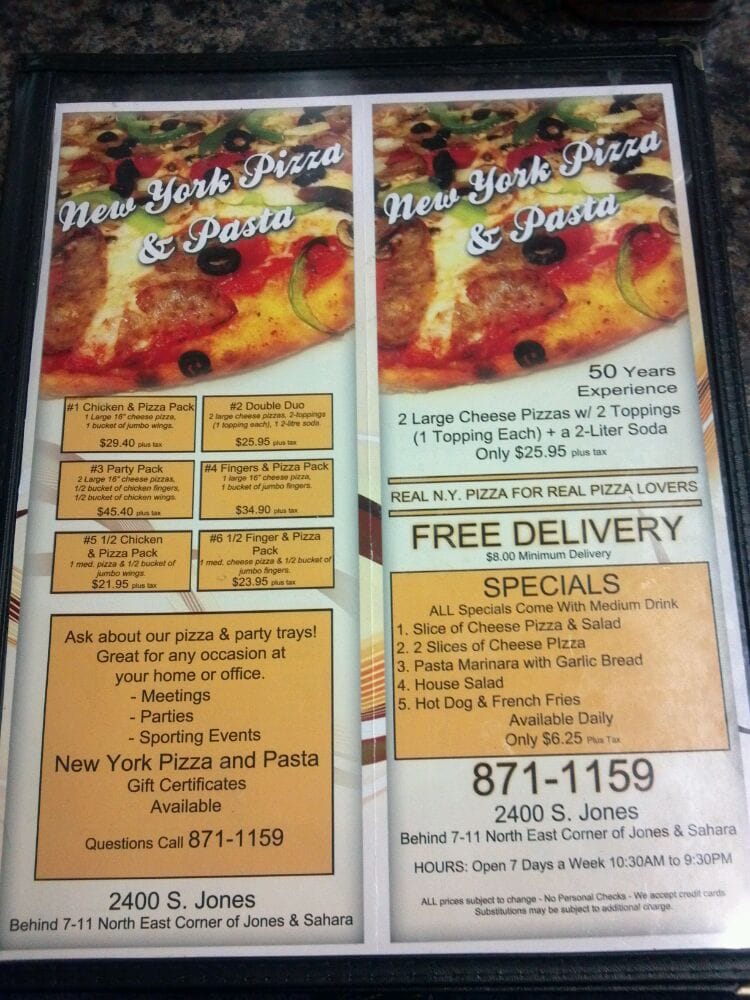 New York Pizza
& Pasta
#1 Chicken & Pizza Pack
1 Large 16" cheese pizza,
1 bucket of jumbo wings.
$29.40 plus tax
#2 Double Duo
2 large cheese pizzas, 2-toppings
(1 topping each), 1 2-litre soda
$25.95 plus tax
#3 Party Pack
2 Large 16" cheese pizzas,
1/2 bucket of chicken fingers,
1/2 bucket of chicken wings.
$45.40 plus tax
#4 Fingers & Pizza Pack
1 large 16" cheese pizza,
1 bucket of jumbo fingers.
$34.90 plus tax
#5 1/2 Chicken
& Pizza Pack
1 med. pizza & 1/2 bucket of
jumbo wings.
$21.95 plus tax
#6 1/2 Finger & Pizza
Pack
1 med. cheese pizza & 1/2 bucket of
jumbo fingers.
$23.95 plus tax
Ask about our pizza & party trays!
Great for any occasion at
your home or office.
- Meetings
- Parties
- Sporting Events
New York Pizza and Pasta
Gift Certificates
Available
Questions Call 871-1159
2400 S. Jones
Behind 7-11 North East Corner of Jones & Sahara
New York Pizza
& Pasta
50 Years
Experience
2 Large Cheese Pizzas w/ 2 Toppings
(1 Topping Each) + a 2-Liter Soda
Only $25.95 plus tax
REAL N.Y. PIZZA FOR REAL PIZZA LOVERS
FREE DELIVERY
$8.00 Minimum Delivery
SPECIALS
ALL Specials Come With Medium Drink
1. Slice of Cheese Pizza & Salad
2. 2 Slices of Cheese PIzza
3. Pasta Marinara with Garlic Bread
4. House Salad
5. Hot Dog & French Fries
Available Daily
Only $6.25 Plus Tax
871-1159
2400 S. Jones
Behind 7-11 North East Corner of Jones & Sahara
HOURS: Open 7 Days a Week 10:30AM to 9:30PM
ALL prices subject to change - No Personal Checks - We accept credit cards
Substitutions may be subject to additional charge.